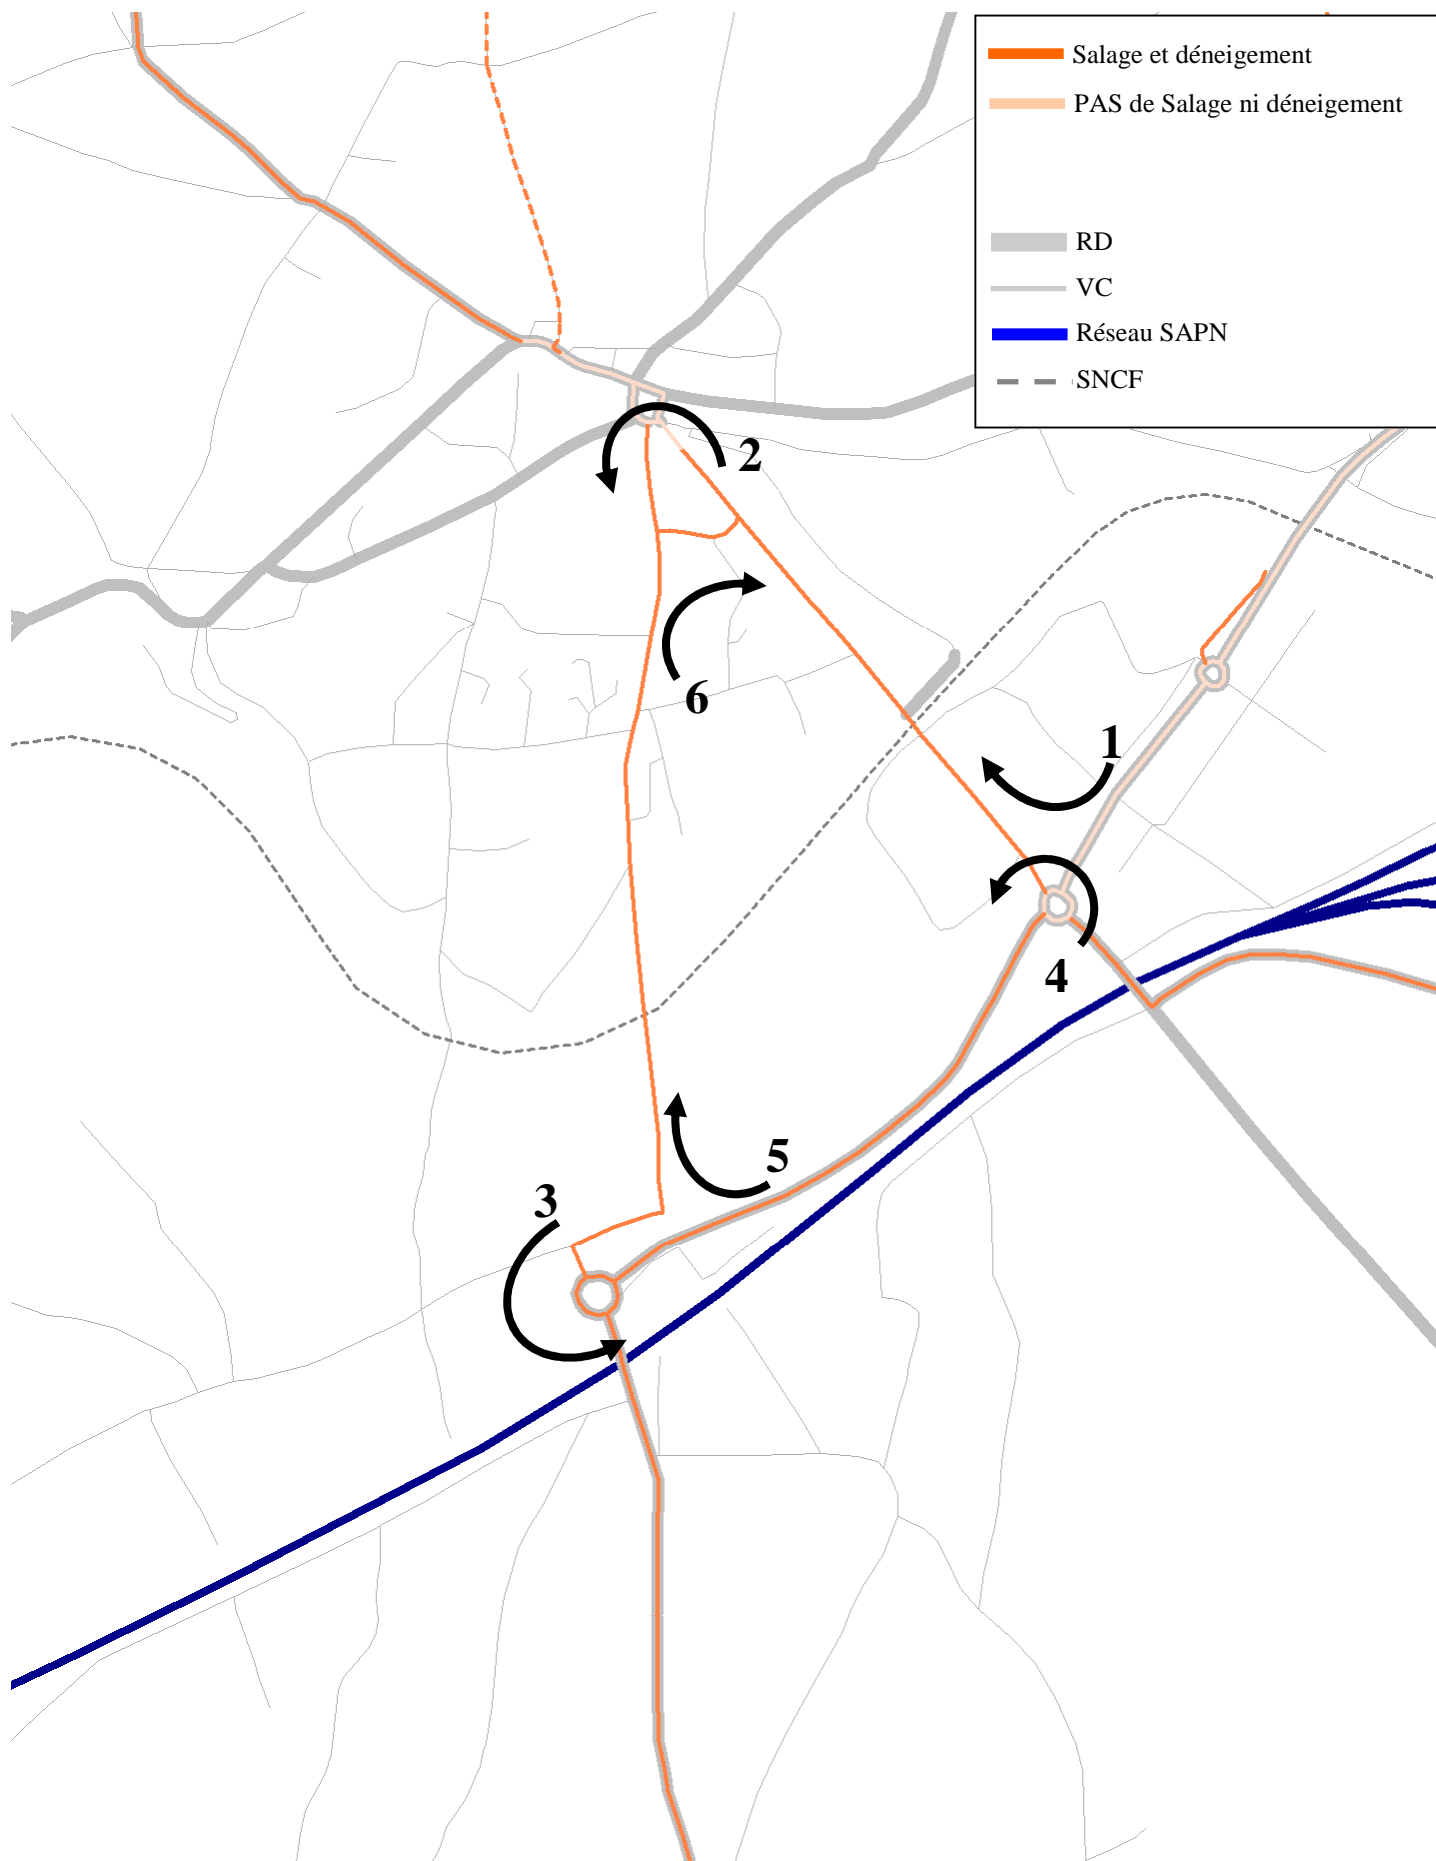 Salage et déneigement
PAS de Salage ni déneigement
RD
VC
Réseau SAPN
SNCF
2
6
1
4
5
3